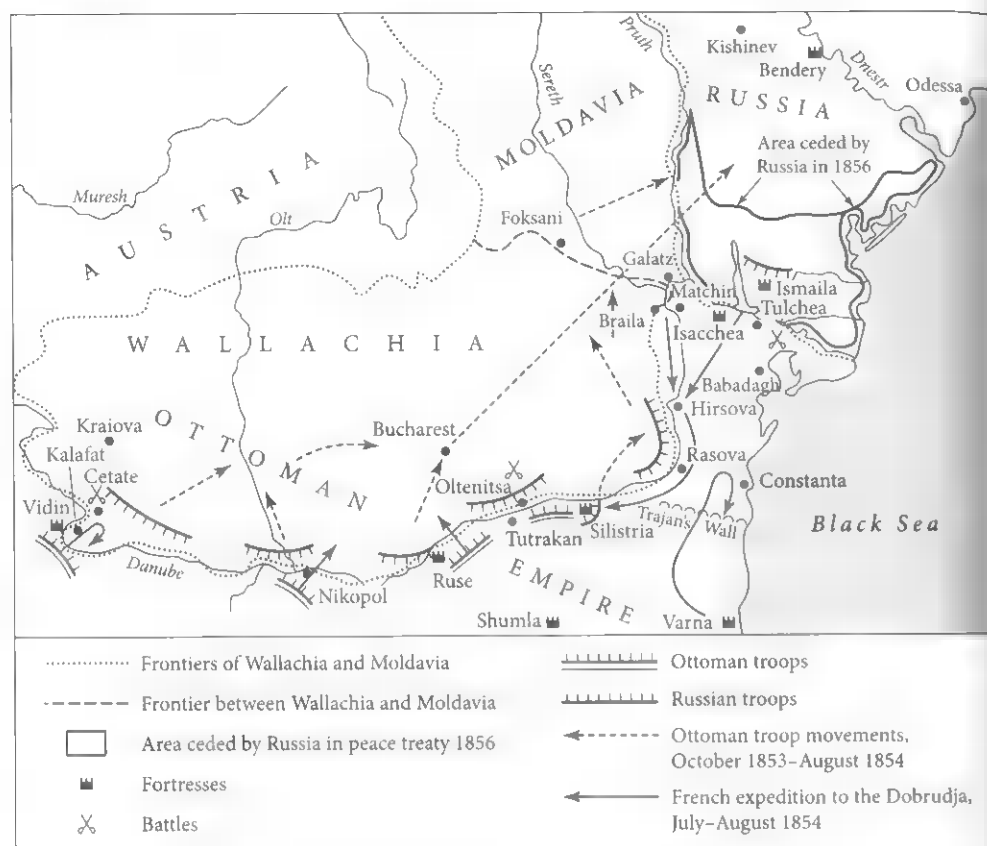 Pruth
Kishinev
Bendery
Dnestr
Odessa
Sereth
MOLDAVIA
RUSSIA
Area ceded by
Russia in 1856
AUSTRIA
Muresh
Olt
Foksani
Galatz
Matchin
Ismaila
Tulchea
Braila
Isacchea
WALLACHIA
Babadagh
Hirsova
Kraiova
Kalafat
Cetate
Vidin
OTTOMAN
Bucharest
Rasova
Oltenitsa
Constanta
Trajan's Wall
Black Sea
Silistria
Tutrakan
Danube
Nikopol
Ruse
EMPIRE
Shumla
Varna
Frontiers of Wallachia and Moldavia
Frontier between Wallachia and Moldavia
Area ceded by Russia in peace treaty 1856
Fortresses
Battles
Ottoman troops
Russian troops
Ottoman troop movements,
October 1853–August 1854
French expedition to the Dobrudja,
July–August 1854